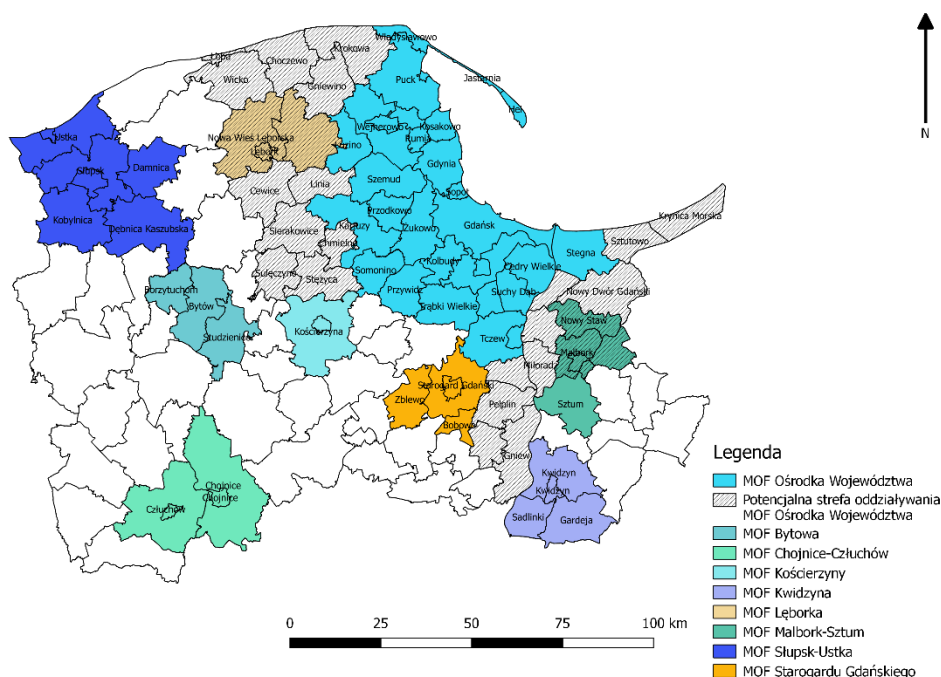 Władysławowo
Krokowa
Łeba
Choczewo
Wicko
Gniewino
Puck
Jastarnia
Hel
N
Ustka
Nowa Wieś Lęborska
Lębork
Wejherowo
Kosakowo
Rumia
Damnica
Słupsk
Gdynia
Cewice
Linia
Szemud
Sopot
Kobylnica
Dębnica Kaszubska
Sierakowice
Kartuzy
Przodkowo
Żukowo
Gdańsk
Krynica Morska
Chmielno
Sztutowo
Stegna
Kolbudy
Cedry Wielkie
Sulęczyno
Stężyca
Somonino
Borzytuchom
Przywidz
Suchy Dąb
Nowy Dwór Gdański
Bytów
Trąbki Wielkie
Nowy Staw
Kościerzyna
Studzienice
Tczew
Malbork
Miłorad
Starogard Gdański
Zblewo
Pelplin
Sztum
Bobowa
Gniew
Kwidzyn
Kwidzyn
Chojnice
Chojnice
Człuchów
Sadlinki
Gardeja
Legenda
MOF Ośrodka Województwa
Potencjalna strefa oddziaływania
MOF Ośrodka Województwa
MOF Bytowa
MOF Chojnice-Człuchów
MOF Kościerzyny
MOF Kwidzyna
MOF Lęborka
MOF Malbork-Sztum
MOF Słupsk-Ustka
MOF Starogardu Gdańskiego
0 25 50 75 100 km